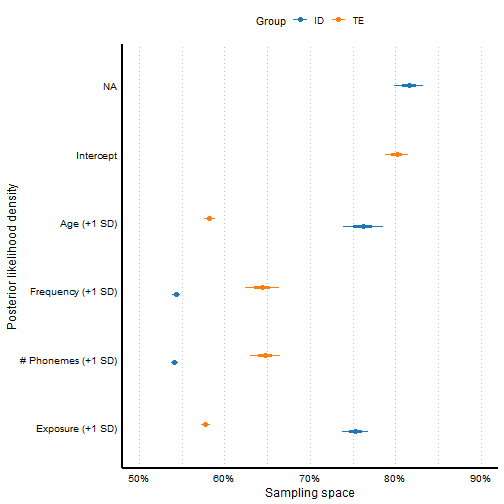 Group ID TE
Posterior likelihood density
NA
Intercept
Age (+1 SD)
Frequency (+1 SD)
# Phonemes (+1 SD)
Exposure (+1 SD)
50% 60% 70% 80% 90%
Sampling space